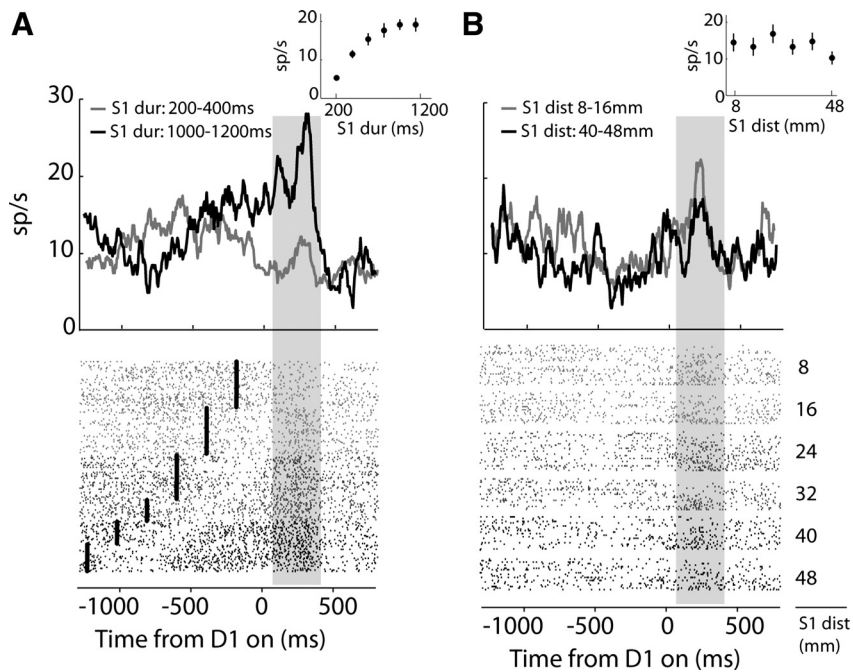 A
sp/s
20
10
0
200
1200
S1 dur (ms)
30
20
10
0
sp/s
S1 dur: 200-400ms
S1 dur: 1000-1200ms
-1000
-500
0
500
Time from D1 on (ms)
B
sp/s
20
10
0
8
48
S1 dist (mm)
S1 dist 8-16mm
S1 dist: 40-48mm
8
16
24
32
40
48
-1000
-500
0
500
S1 dist
(mm)
Time from D1 on (ms)